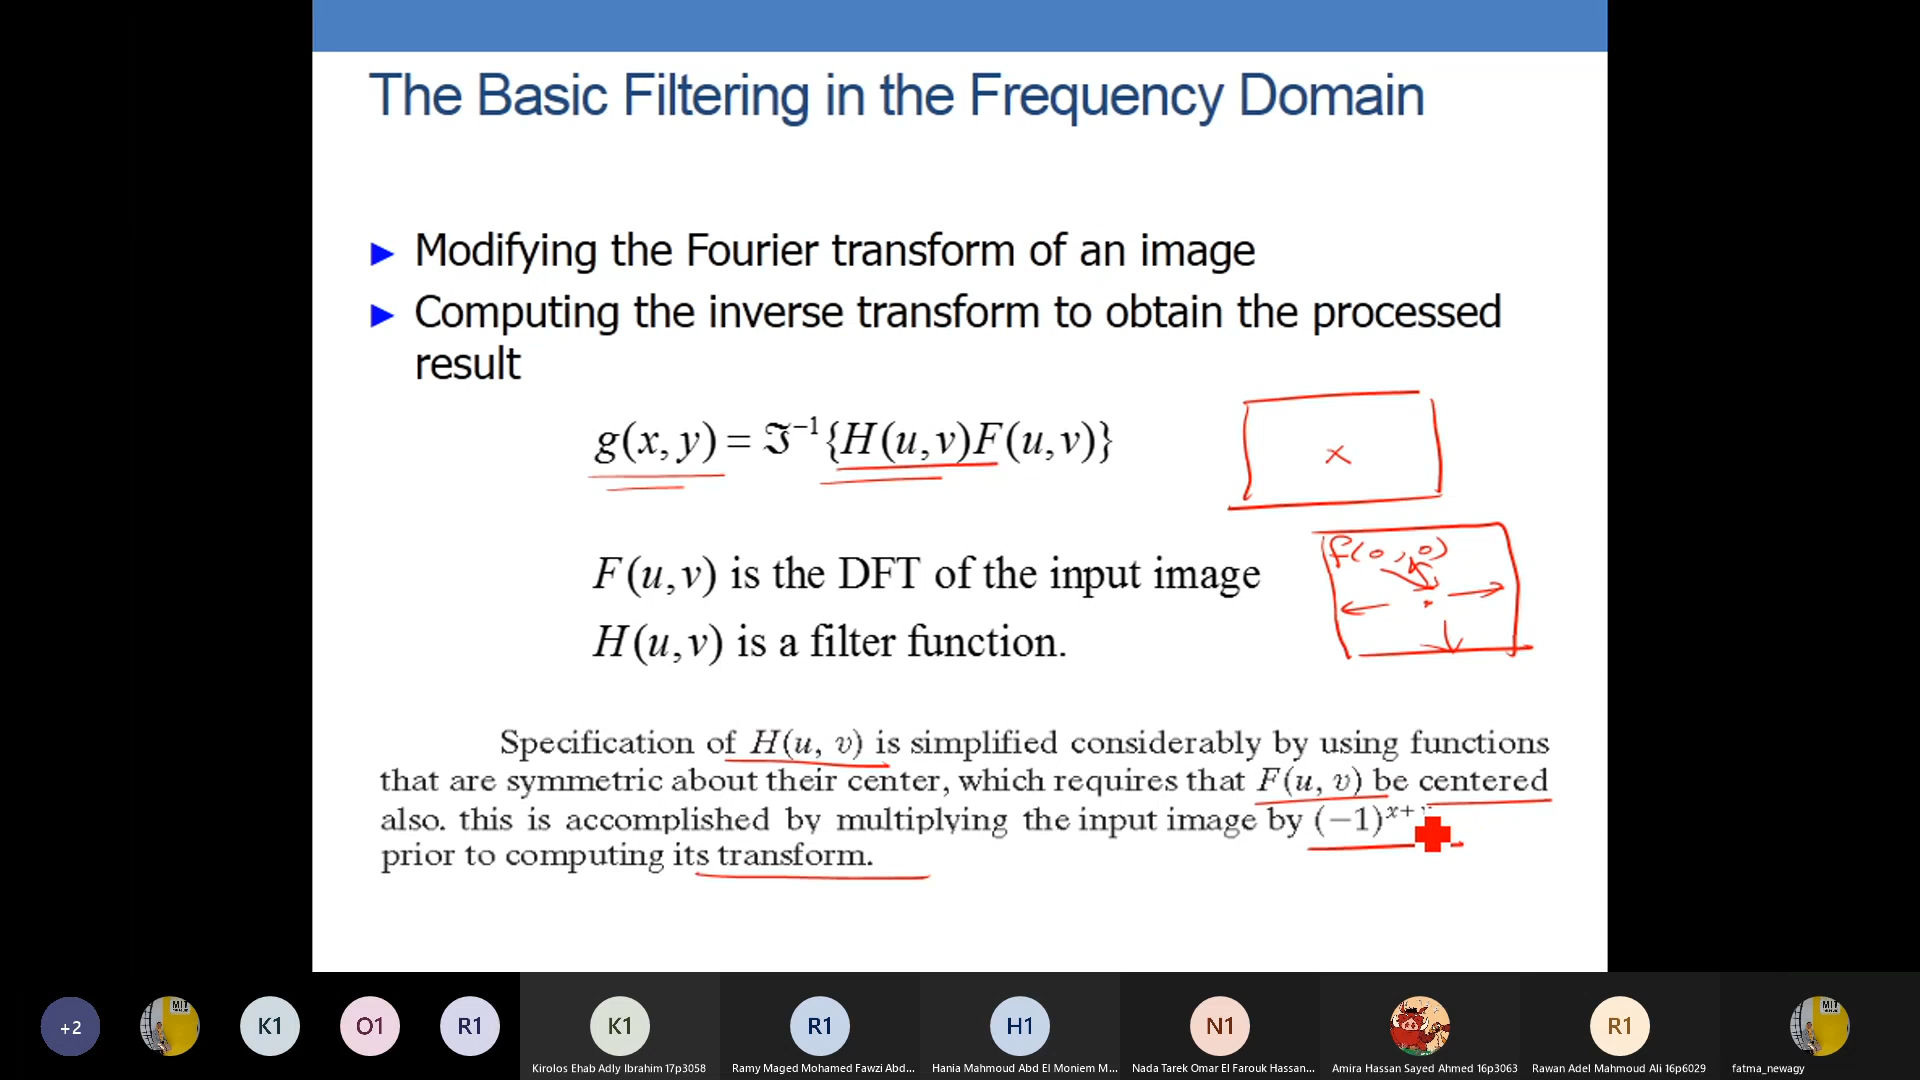 The Basic Filtering in the Frequency Domain
Modifying the Fourier transform of an image
Computing the inverse transform to obtain the processed
result
g(x, y) = ℑ⁻¹{H(u,v)F(u,v)}
x
f(0,0)
F(u,v) is the DFT of the input image
H(u,v) is a filter function.
Specification of H(u, v) is simplified considerably by using functions
that are symmetric about their center, which requires that F(u, v) be centered
also. this is accomplished by multiplying the input image by (−1)ˣ⁺
prior to computing its transform.
+2 MIT K1 O1 R1 K1 R1 H1 N1 R1
Kirolos Ehab Adly Ibrahim 17p3058 Ramy Maged Mohamed Fawzi Abd... Hania Mahmoud Abd El Moniem M... Nada Tarek Omar El Farouk Hassan... Amira Hassan Sayed Ahmed 16p3063 Rawan Adel Mahmoud Ali 16p6029 fatma_newagy